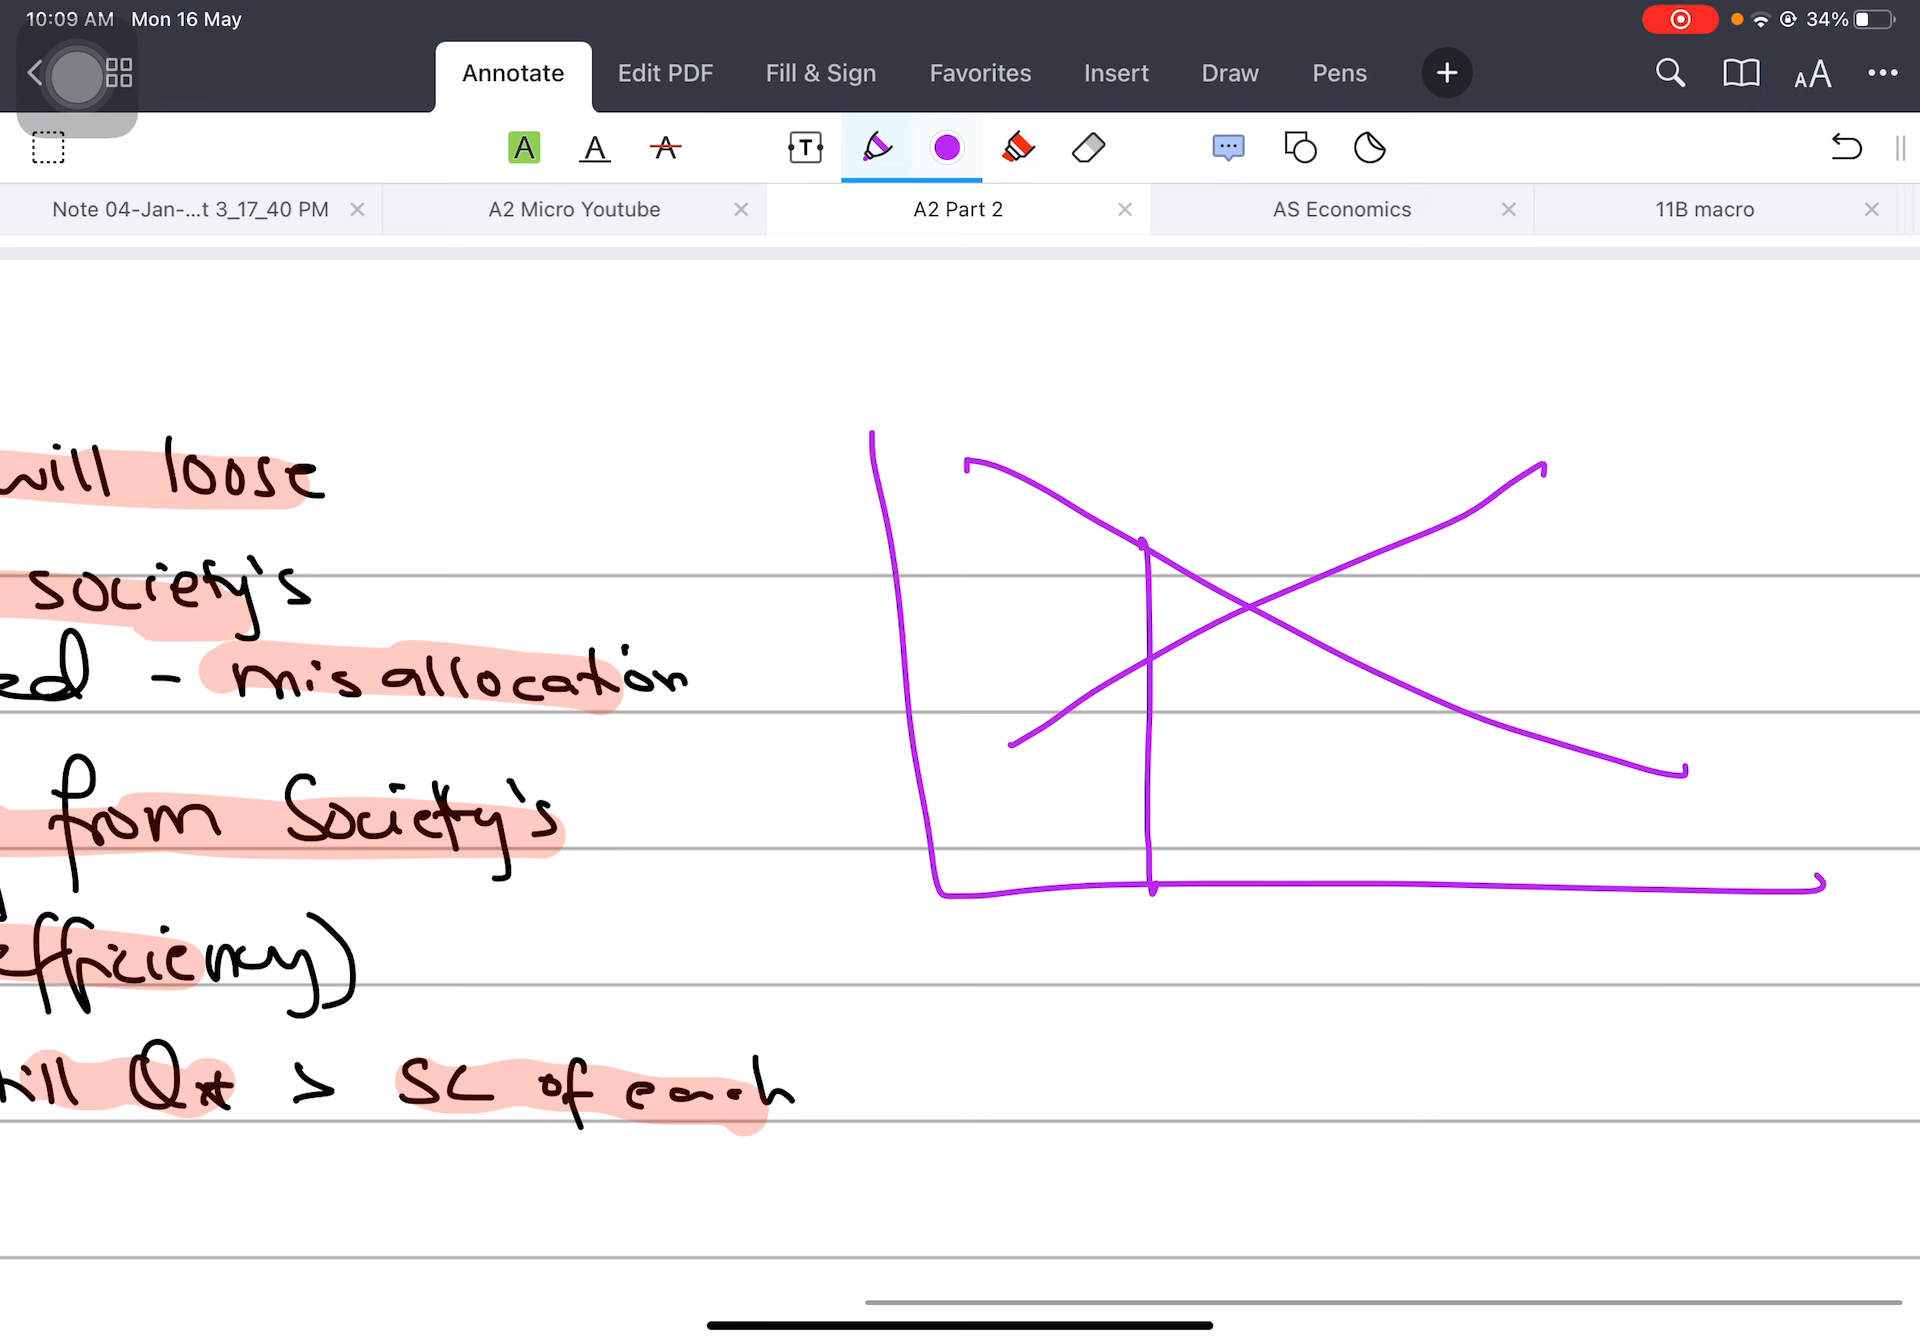 10:09 AM Mon 16 May
34%
Annotate Edit PDF Fill & Sign Favorites Insert Draw Pens
Note 04-Jan-...t 3_17_40 PM A2 Micro Youtube A2 Part 2 AS Economics 11B macro
will loose
society's
ed - misallocation
from Society's
efficiency)
ill Q* > SC of each